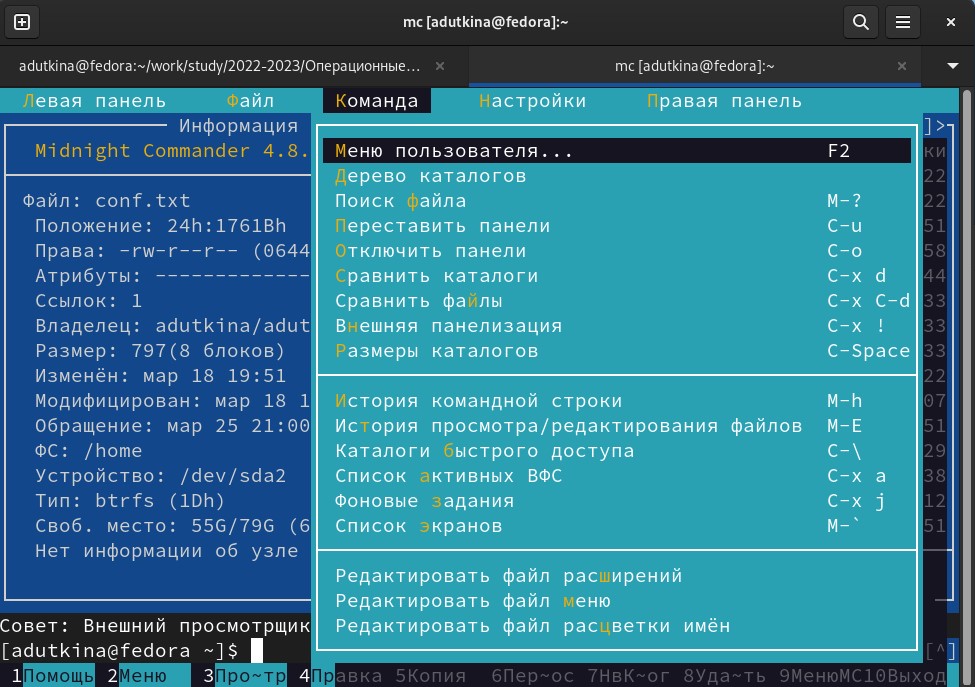 mc [adutkina@fedora]:~
adutkina@fedora:~/work/study/2022-2023/Операционные… ×
mc [adutkina@fedora]:~ ×
Левая панель Файл Команда Настройки Правая панель
Информация ]>
Midnight Commander 4.8. Меню пользователя... F2 ки
Дерево каталогов 22
Файл: conf.txt Поиск файла M-? 22
Положение: 24h:1761Bh Переставить панели C-u 51
Права: -rw-r--r-- (0644 Отключить панели C-o 58
Атрибуты: ------------- Сравнить каталоги C-x d 44
Ссылок: 1 Сравнить файлы C-x C-d 33
Владелец: adutkina/adut Внешняя панелизация C-x ! 33
Размер: 797(8 блоков) Размеры каталогов C-Space 33
Изменён: мар 18 19:51 22
Модифицирован: мар 18 1 История командной строки M-h 07
Обращение: мар 25 21:00 История просмотра/редактирования файлов M-E 51
ФС: /home Каталоги быстрого доступа C-\ 29
Устройство: /dev/sda2 Список активных ВФС C-x a 38
Тип: btrfs (1Dh) Фоновые задания C-x j 12
Своб. место: 55G/79G (6 Список экранов M-` 51
Нет информации об узле
Редактировать файл расширений
Редактировать файл меню
Совет: Внешний просмотрщик Редактировать файл расцветки имён
[adutkina@fedora ~]$ [^]
1Помощь 2Меню 3Про~тр 4Правка 5Копия 6Пер~ос 7НвК~ог 8Уда~ть 9МенюMC10Выход